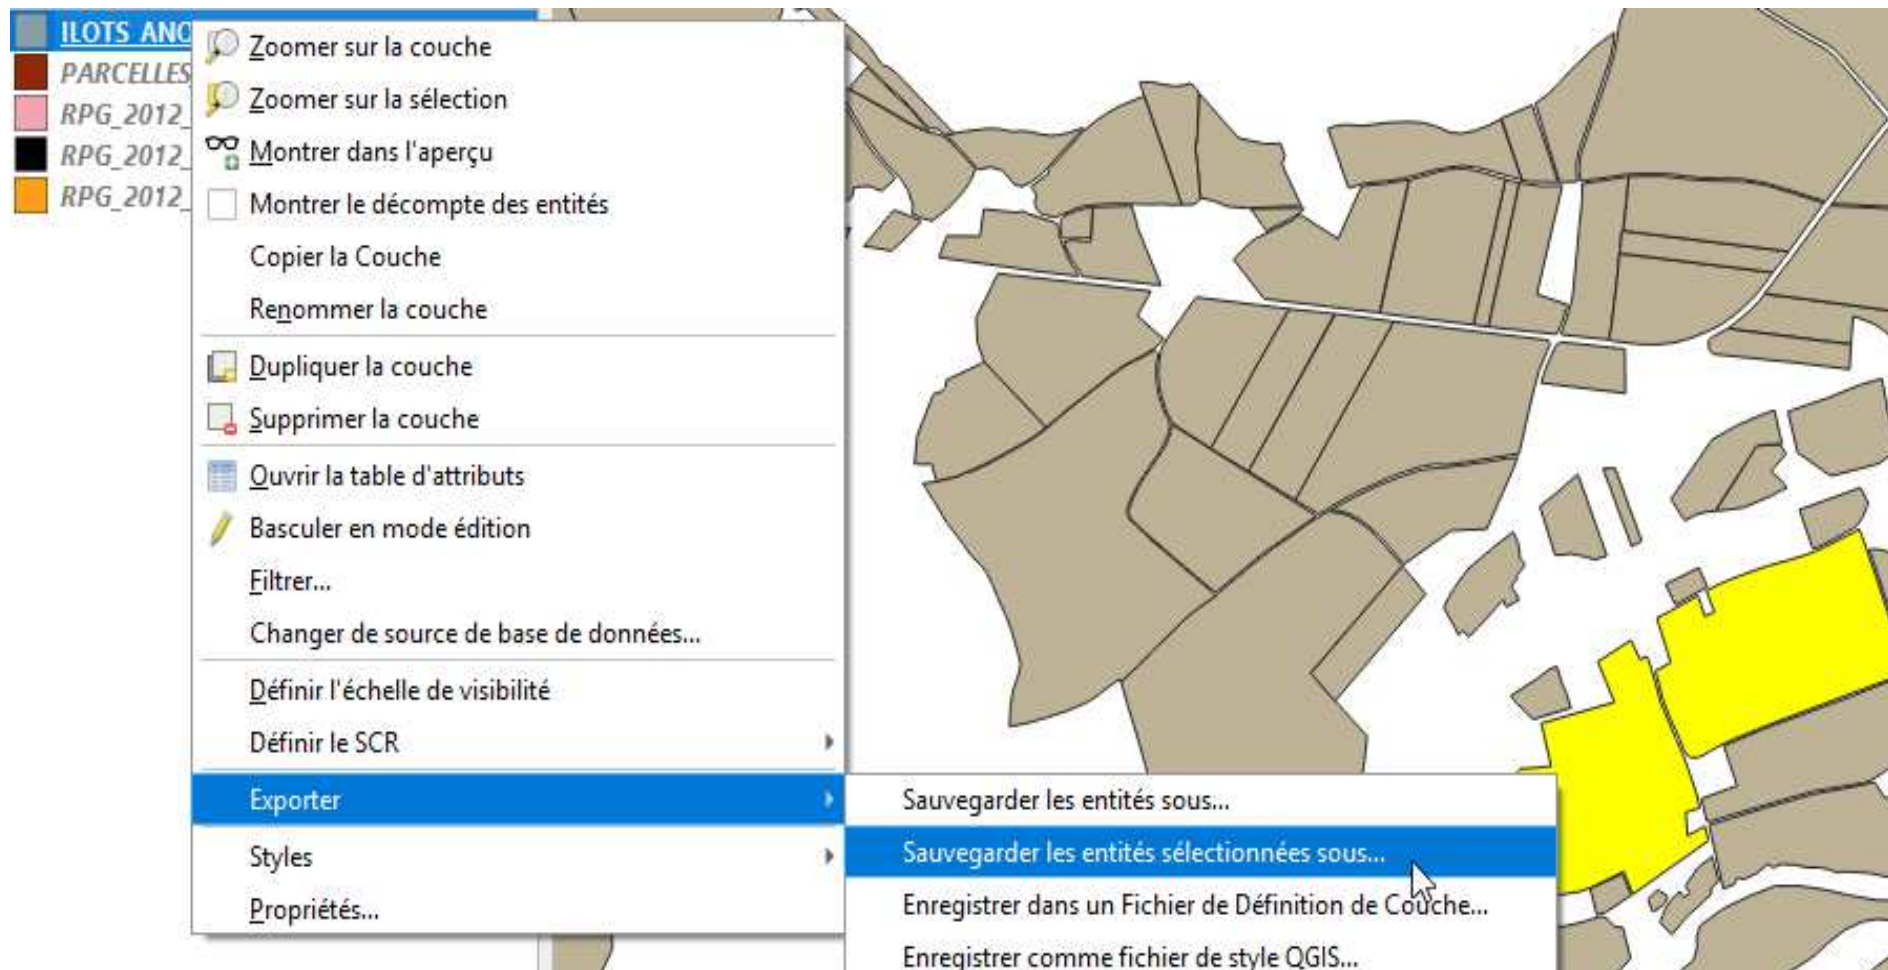 ILOTS ANO
PARCELLES
RPG_2012_
RPG_2012_
RPG_2012_
Zoomer sur la couche
Zoomer sur la sélection
Montrer dans l'aperçu
Montrer le décompte des entités
Copier la Couche
Renommer la couche
Dupliquer la couche
Supprimer la couche
Ouvrir la table d'attributs
Basculer en mode édition
Filtrer...
Changer de source de base de données...
Définir l'échelle de visibilité
Définir le SCR
Exporter
Styles
Propriétés...
Sauvegarder les entités sous...
Sauvegarder les entités sélectionnées sous...
Enregistrer dans un Fichier de Définition de Couche...
Enregistrer comme fichier de style QGIS...